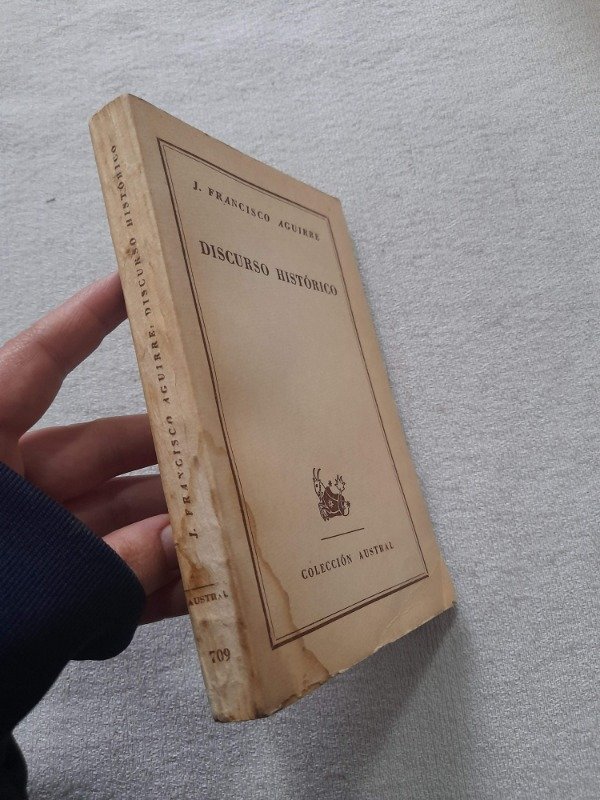 J. FRANCISCO AGUIRRE
DISCURSO HISTÓRICO
COLECCIÓN AUSTRAL
J. FRANCISCO AGUIRRE: DISCURSO HISTÓRICO
AUSTRAL
709